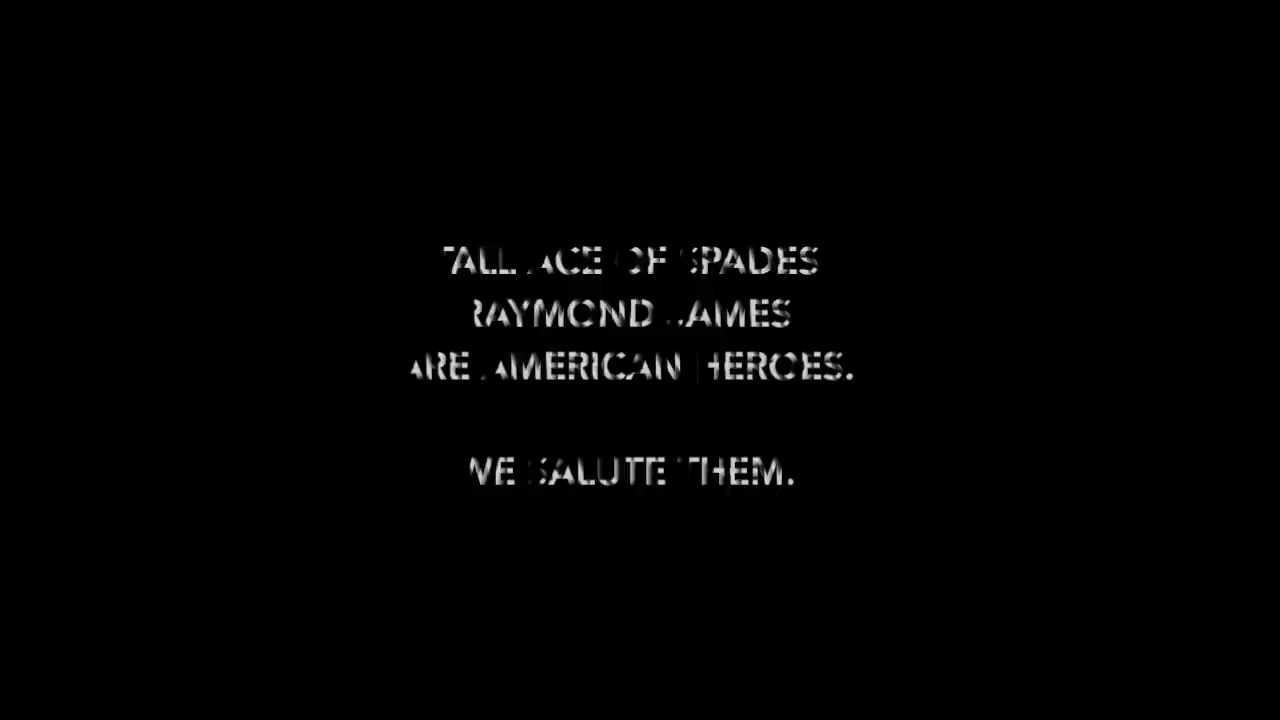 TALL ACE OF SPADES
RAYMOND JAMES
ARE AMERICAN HEROES.
WE SALUTE THEM.